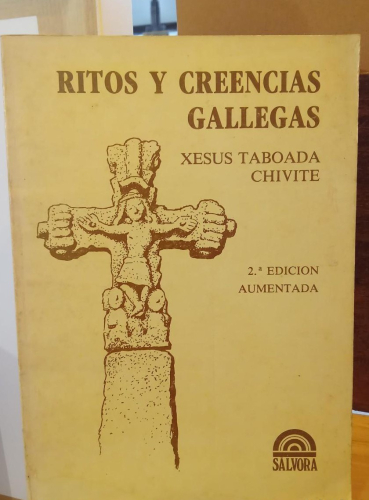 RITOS Y CREENCIAS
GALLEGAS
XESUS TABOADA
CHIVITE
2.ª EDICION
AUMENTADA
SALVORA